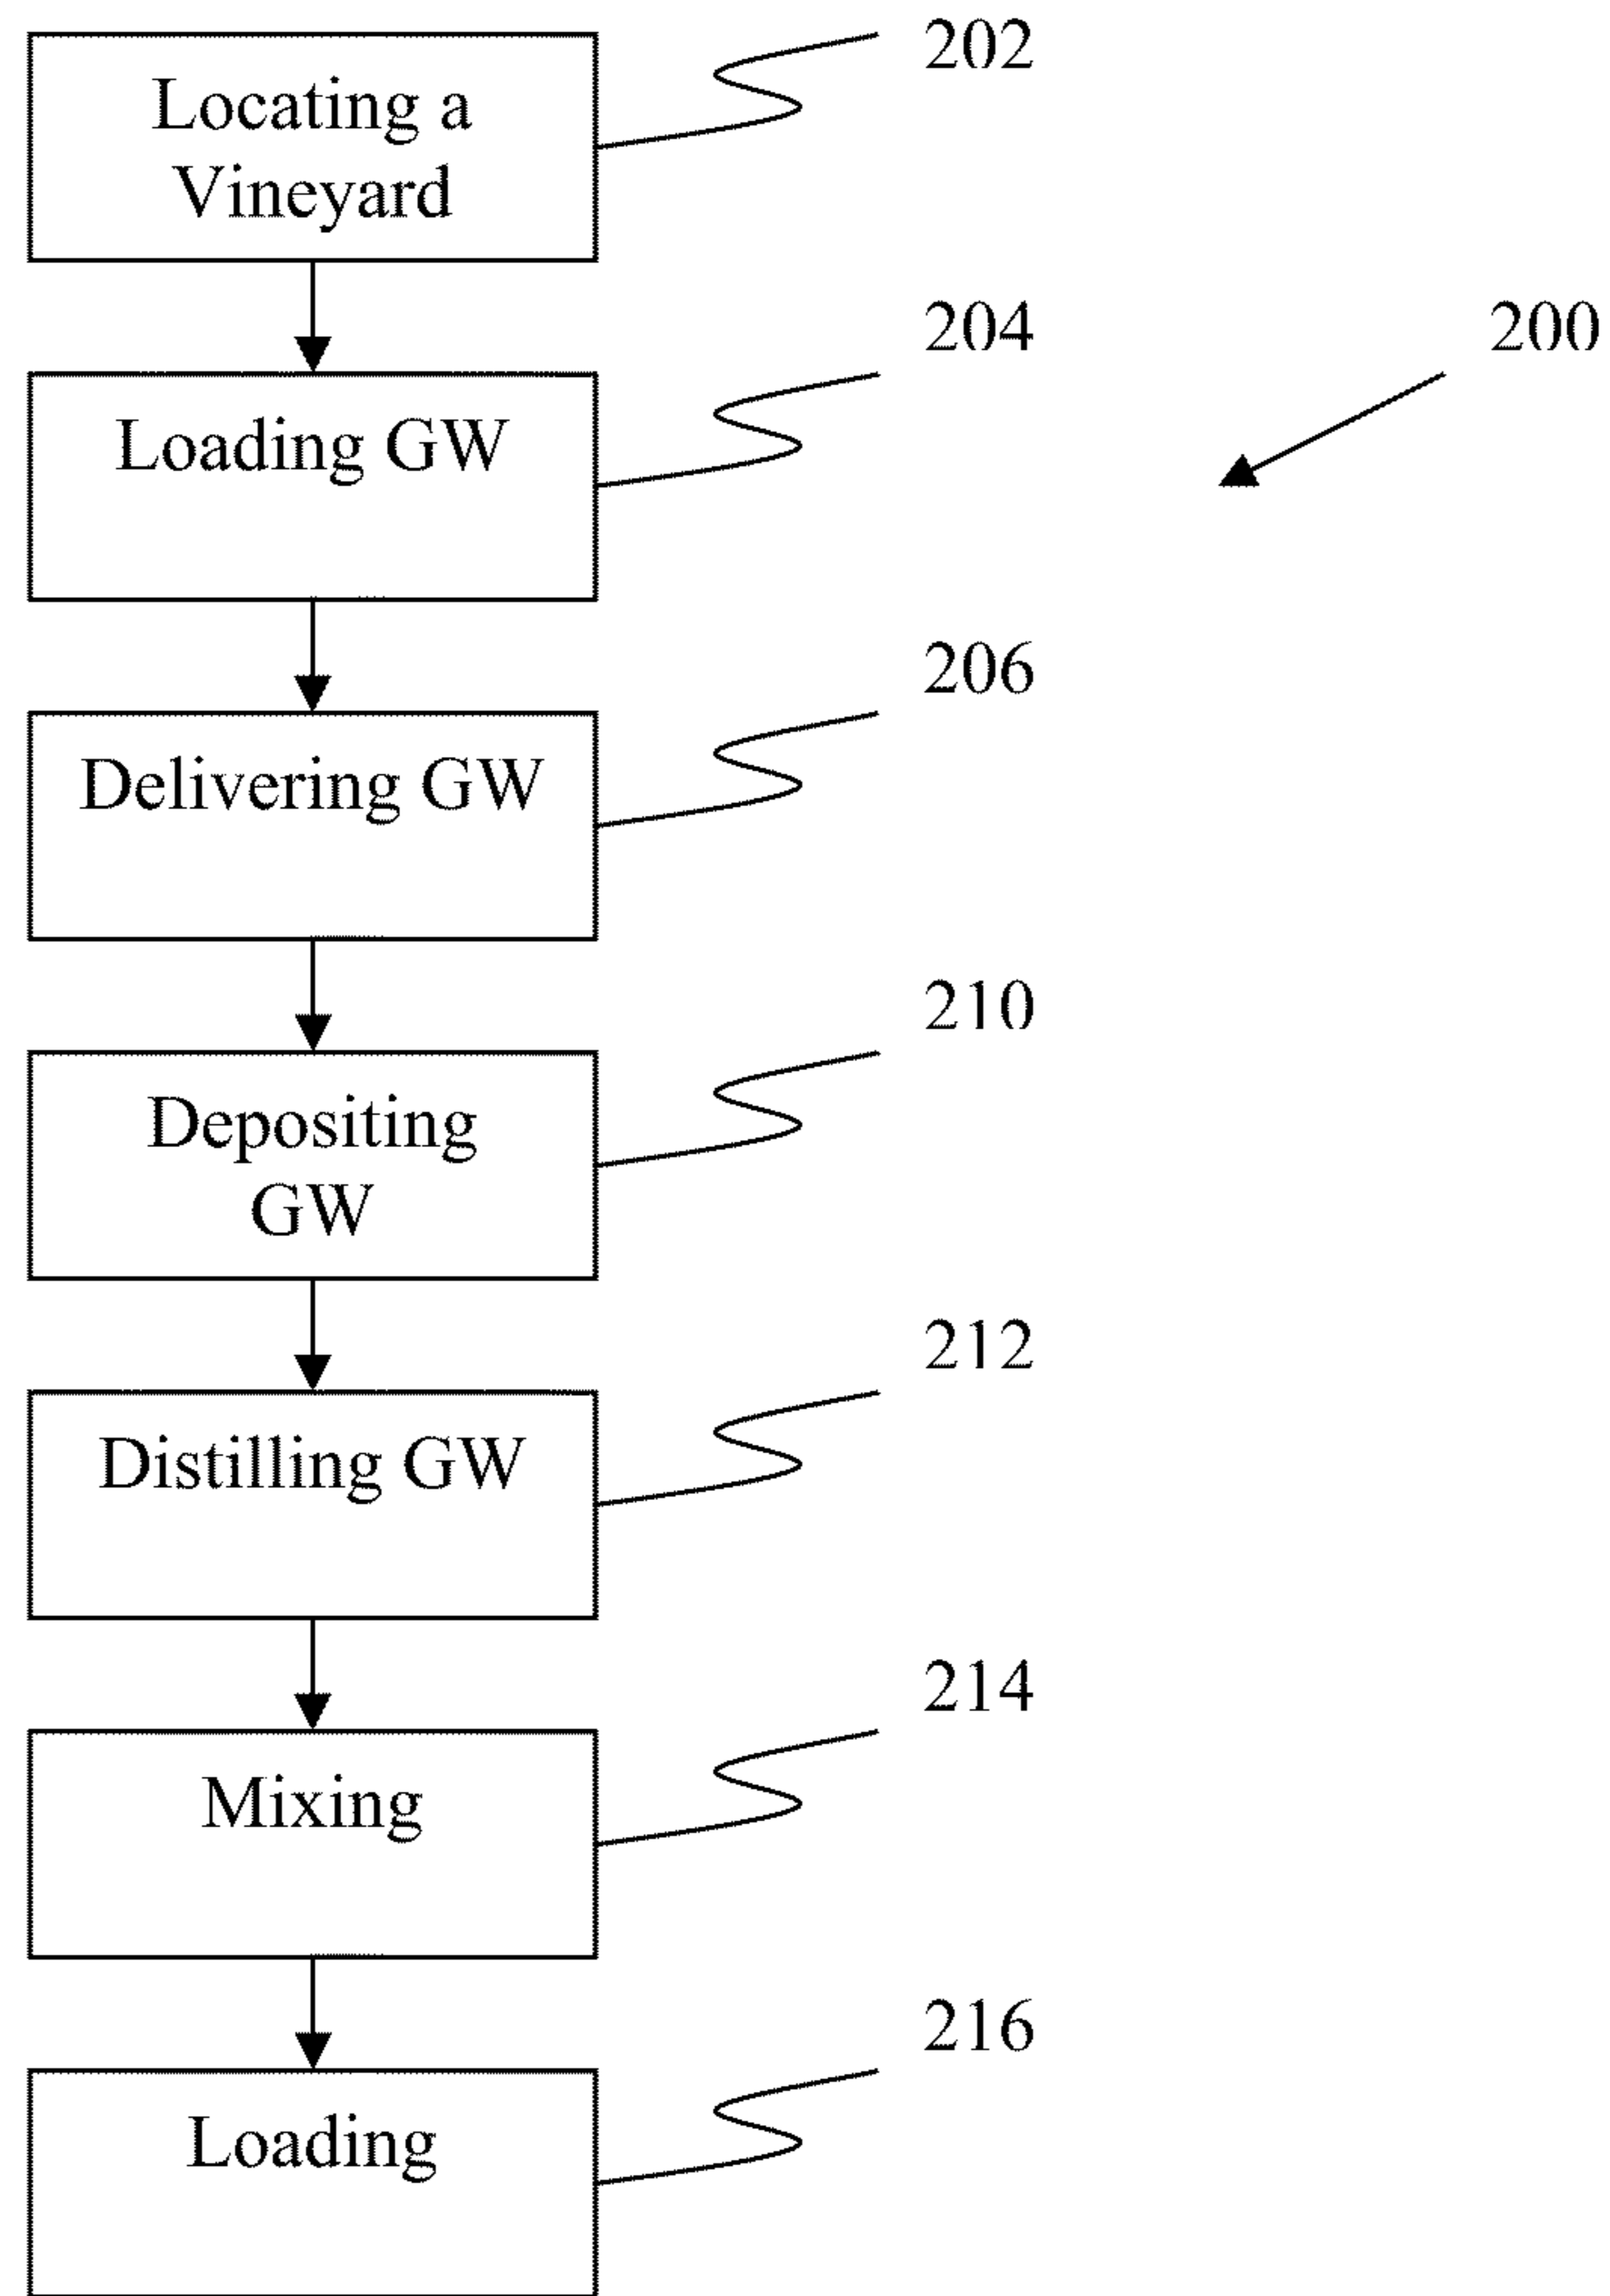 202
Locating a
Vineyard
204
200
Loading GW
206
Delivering GW
210
Depositing
GW
212
Distilling GW
214
Mixing
216
Loading